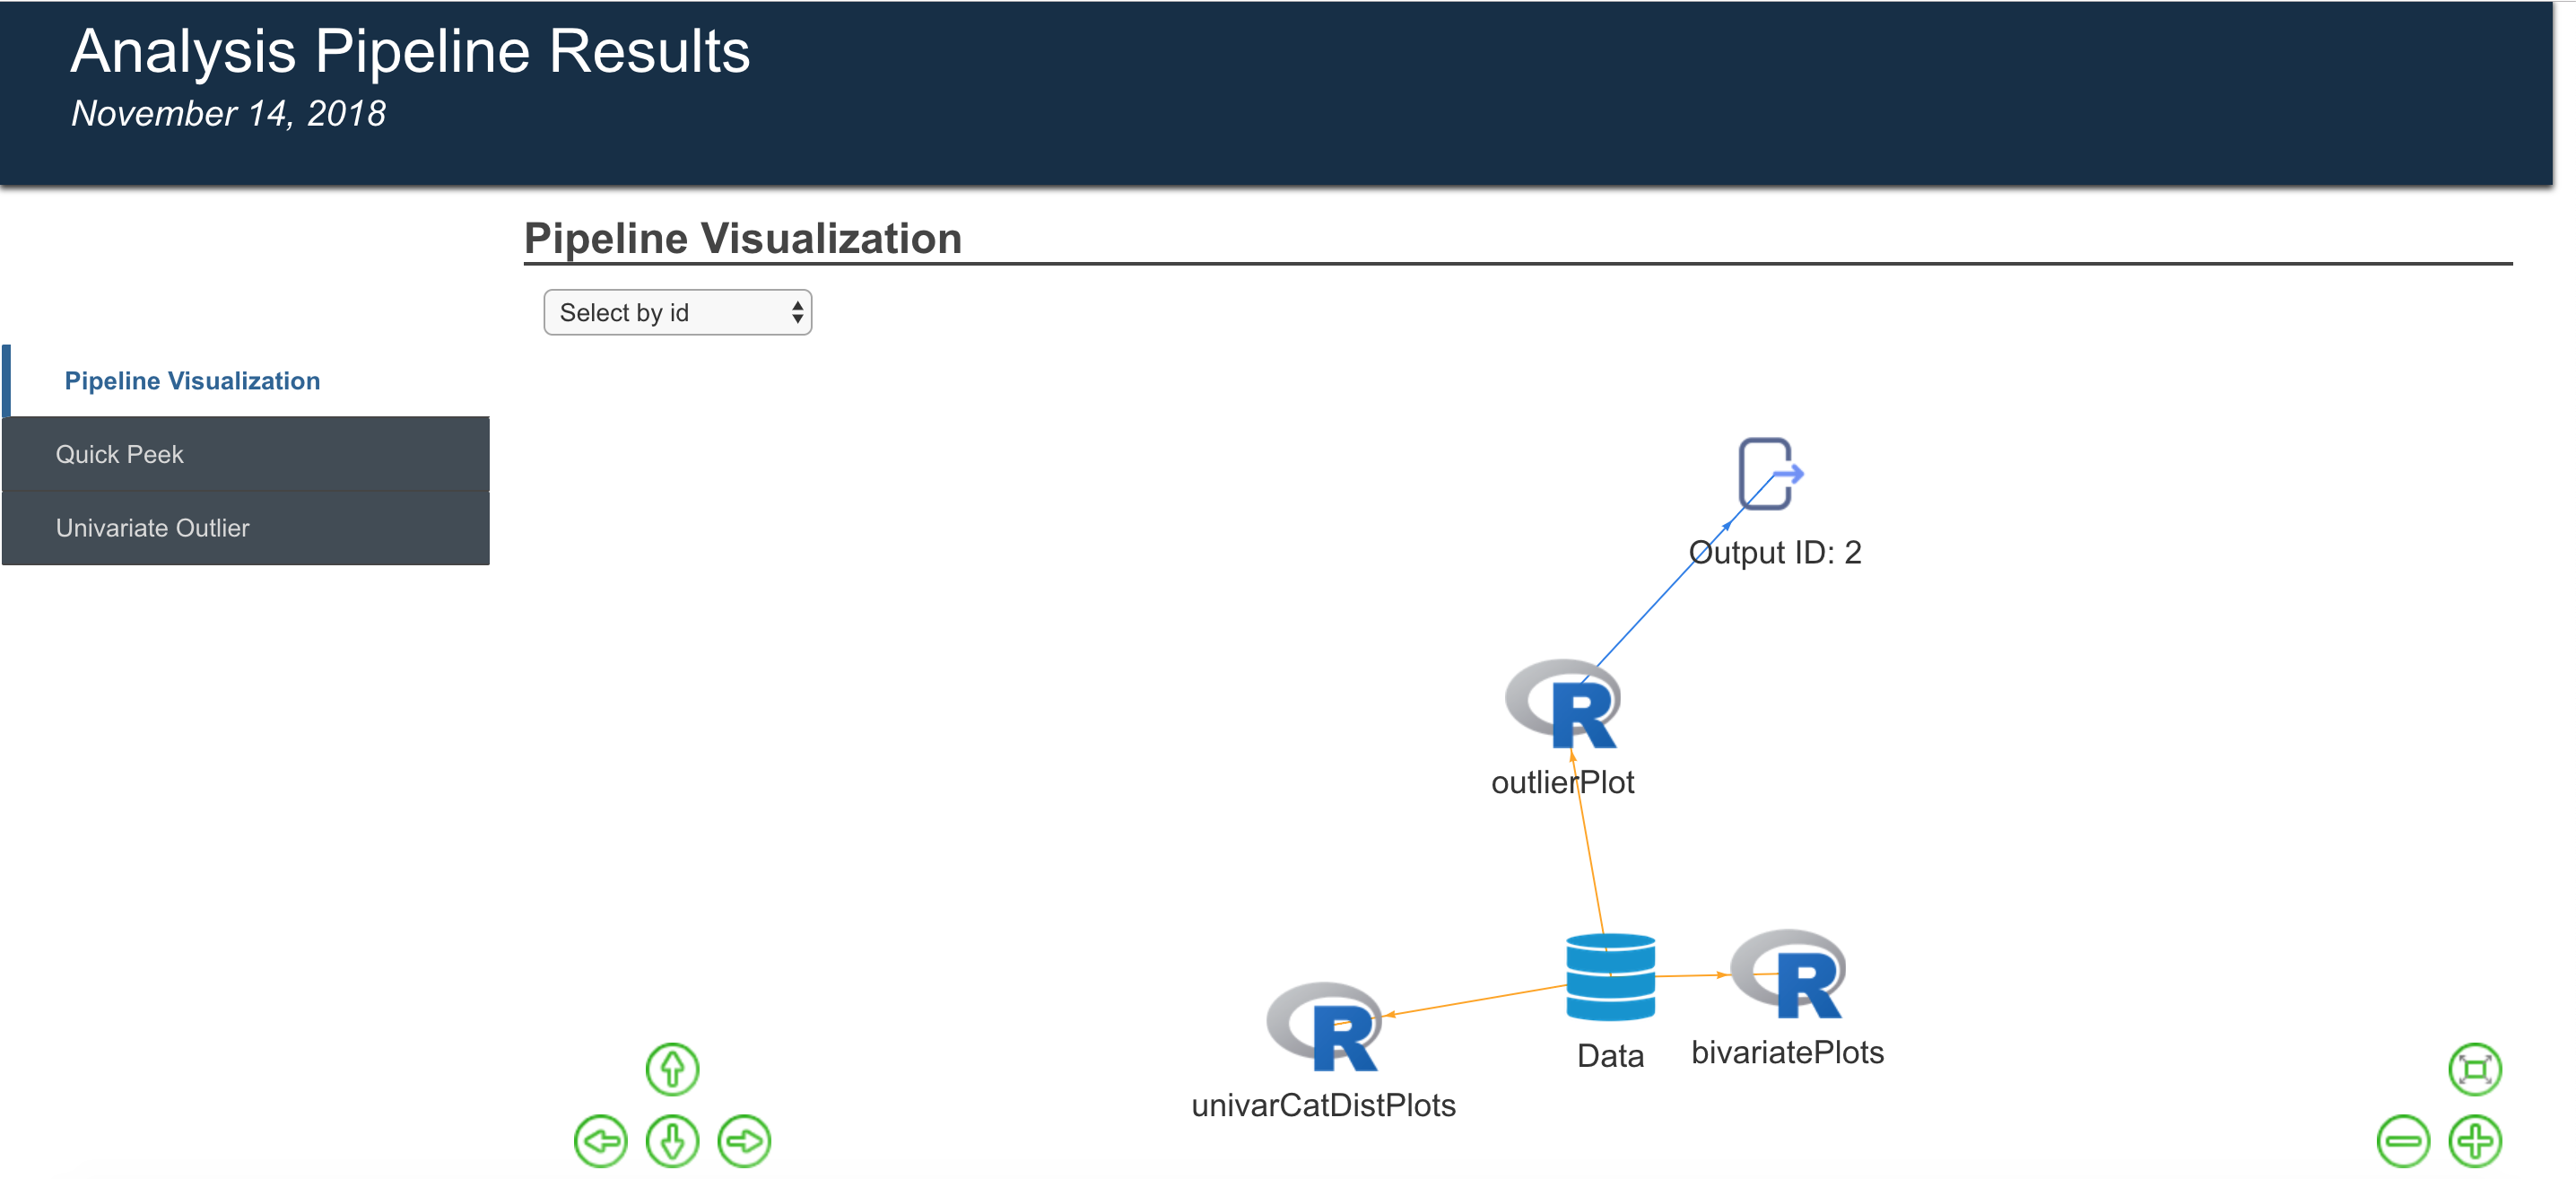 Analysis Pipeline Results
November 14, 2018
Pipeline Visualization
Select by id
Pipeline Visualization
Quick Peek
Univariate Outlier
Output ID: 2
R
outlierPlot
R
R
Data
bivariatePlots
univarCatDistPlots